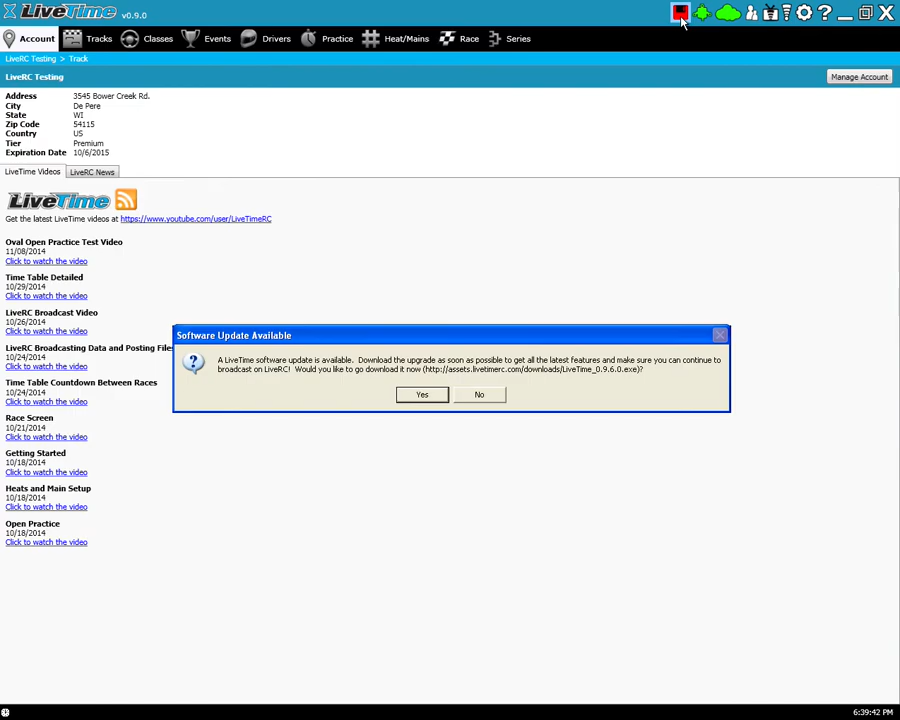 LiveTime v0.9.0
Account Tracks Classes Events Drivers Practice Heat/Mains Race Series
LiveRC Testing > Track
LiveRC Testing Manage Account
Address 3545 Bower Creek Rd.
City De Pere
State WI
Zip Code 54115
Country US
Tier Premium
Expiration Date 10/6/2015
LiveTime Videos LiveRC News
LiveTime
Get the latest LiveTime videos at https://www.youtube.com/user/LiveTimeRC
Oval Open Practice Test Video
11/08/2014
Click to watch the video
Time Table Detailed
10/29/2014
Click to watch the video
LiveRC Broadcast Video
10/26/2014
Click to watch the video
LiveRC Broadcasting Data and Posting File
10/24/2014
Click to watch the video
Time Table Countdown Between Races
10/24/2014
Click to watch the video
Race Screen
10/21/2014
Click to watch the video
Getting Started
10/18/2014
Click to watch the video
Heats and Main Setup
10/18/2014
Click to watch the video
Open Practice
10/18/2014
Click to watch the video
Software Update Available
A LiveTime software update is available. Download the upgrade as soon as possible to get all the latest features and make sure you can continue to
broadcast on LiveRC! Would you like to go download it now (http://assets.livetimerc.com/downloads/LiveTime_0.9.6.0.exe)?
Yes No
6:39:42 PM